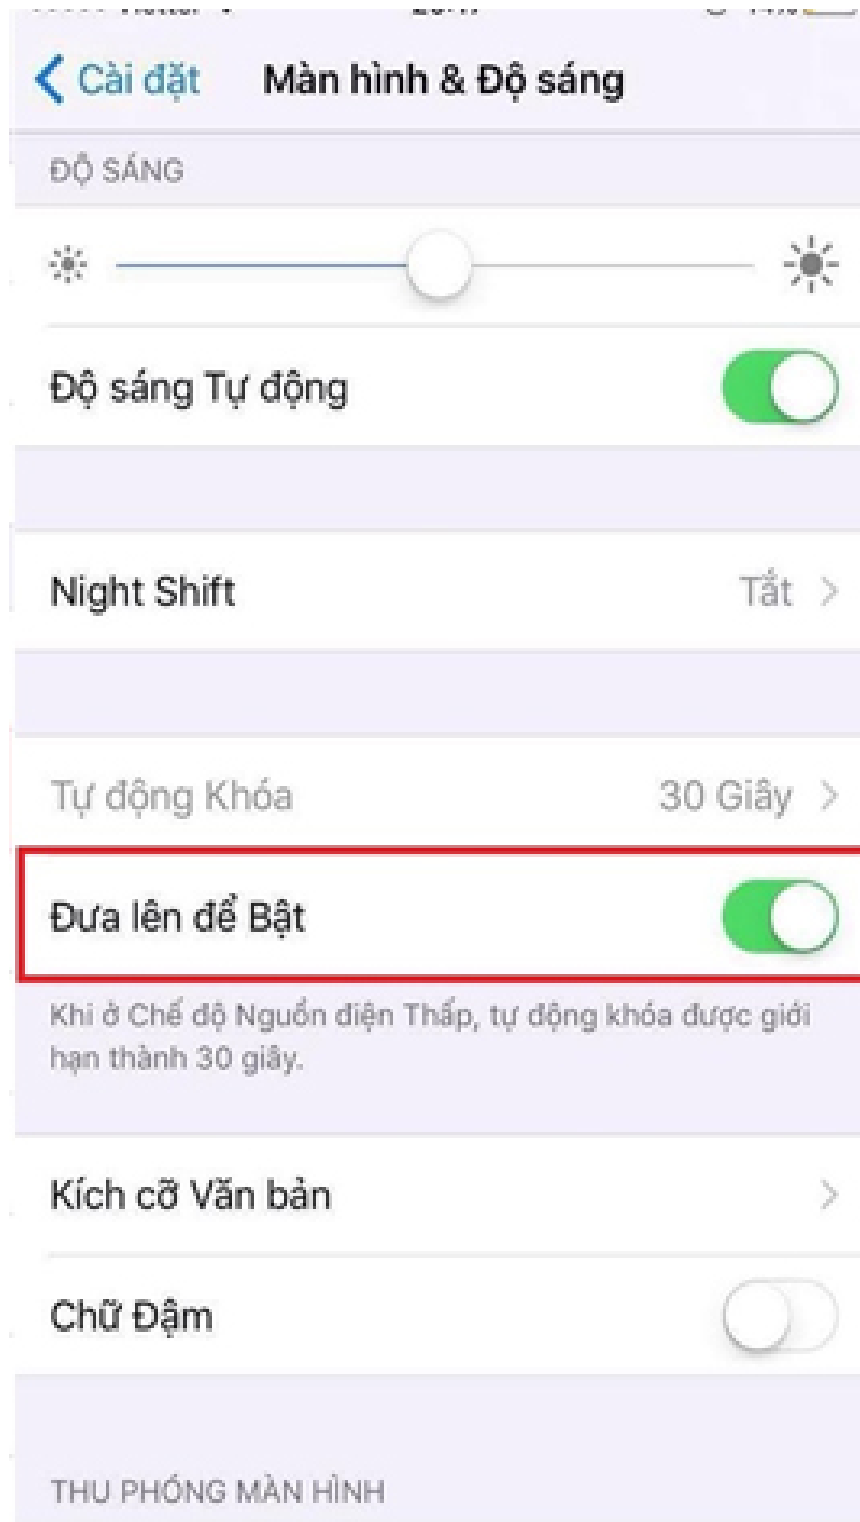 Cài đặt
Màn hình & Độ sáng
ĐỘ SÁNG
Độ sáng Tự động
Night Shift
Tắt
Tự động Khóa
30 Giây
Đưa lên để Bật
Khi ở Chế độ Nguồn điện Thấp, tự động khóa được giới
hạn thành 30 giây.
Kích cỡ Văn bản
Chữ Đậm
THU PHÓNG MÀN HÌNH